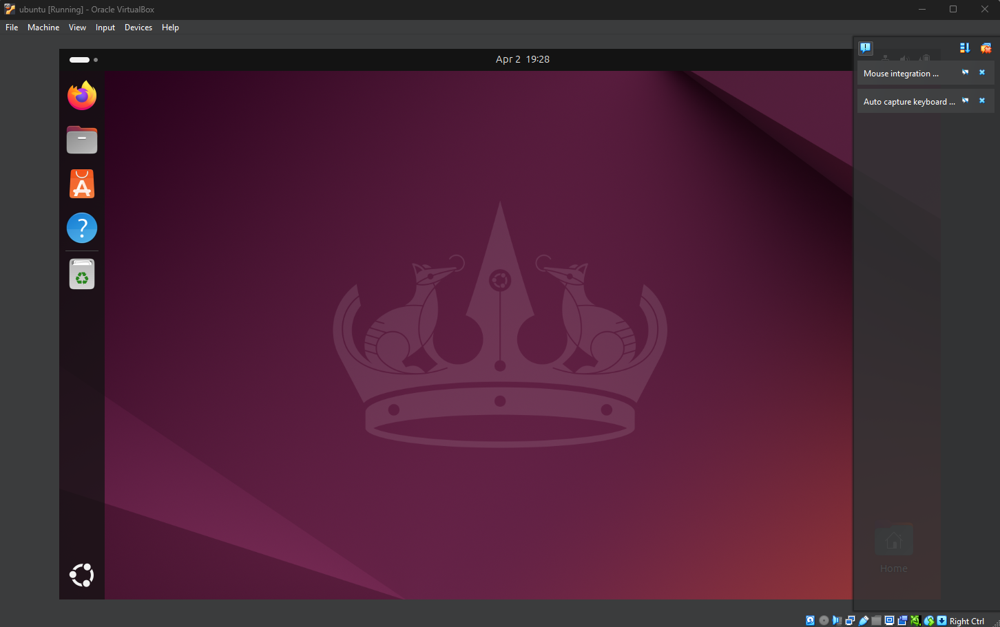 ubuntu [Running] - Oracle VirtualBox
File Machine View Input Devices Help
Apr 2 19:28
Mouse integration ...
Auto capture keyboard ...
Home
Right Ctrl